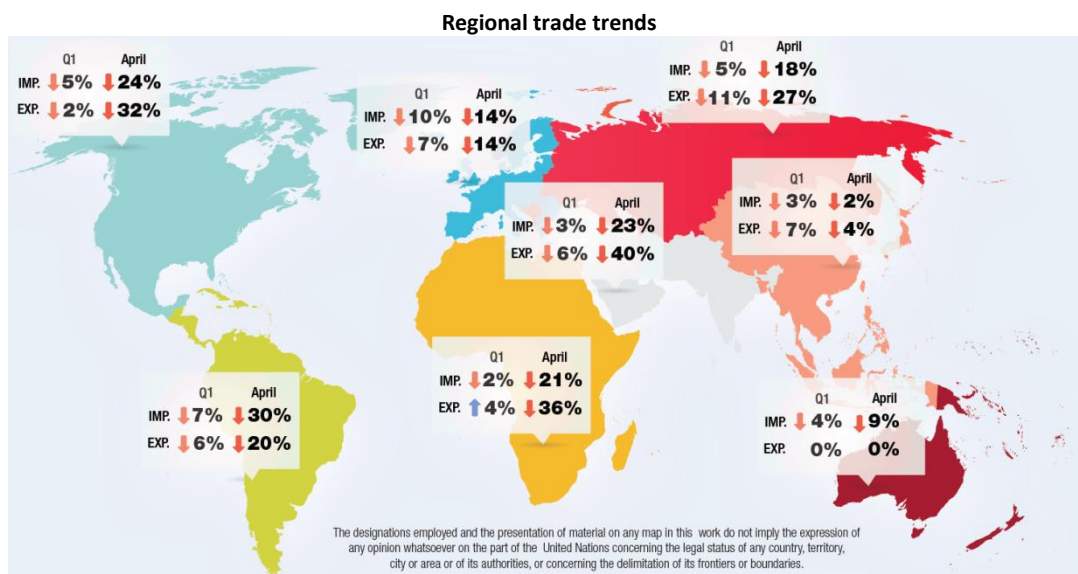 Regional trade trends
Q1 April
IMP. 5% 24%
EXP. 2% 32%
Q1 April
IMP. 10% 14%
EXP. 7% 14%
Q1 April
IMP. 5% 18%
EXP. 11% 27%
Q1 April
IMP. 3% 23%
EXP. 6% 40%
Q1 April
IMP. 3% 2%
EXP. 7% 4%
Q1 April
IMP. 7% 30%
EXP. 6% 20%
Q1 April
IMP. 2% 21%
EXP. 4% 36%
Q1 April
IMP. 4% 9%
EXP. 0% 0%
The designations employed and the presentation of material on any map in this work do not imply the expression of
any opinion whatsoever on the part of the United Nations concerning the legal status of any country, territory,
city or area or of its authorities, or concerning the delimitation of its frontiers or boundaries.